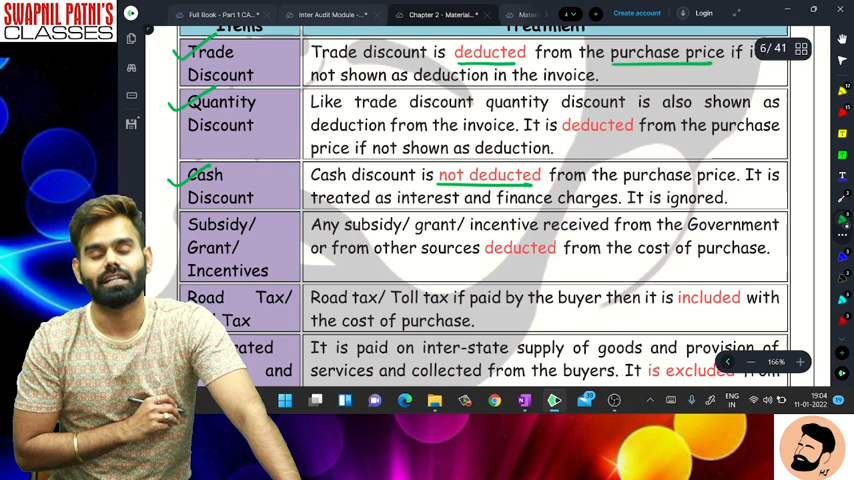 SWAPNIL PATNI'S
CLASSES
Full Book - Part 1 CA...
Inter Audit Module -...
Chapter 2 - Material...
Create account
Login
Items
Treatment
6 / 41
Trade
Discount
Trade discount is deducted from the purchase price if
not shown as deduction in the invoice.
Quantity
Discount
Like trade discount quantity discount is also shown as
deduction from the invoice. It is deducted from the purchase
price if not shown as deduction.
Cash
Discount
Cash discount is not deducted from the purchase price. It is
treated as interest and finance charges. It is ignored.
Subsidy/
Grant/
Incentives
Any subsidy/ grant/ incentive received from the Government
or from other sources deducted from the cost of purchase.
Road Tax/
Tax
Road tax/ Toll tax if paid by the buyer then it is included with
the cost of purchase.
and
It is paid on inter-state supply of goods and provision of
services and collected from the buyers. It is excluded from
166%
ENG
IN
19:04
11-01-2022